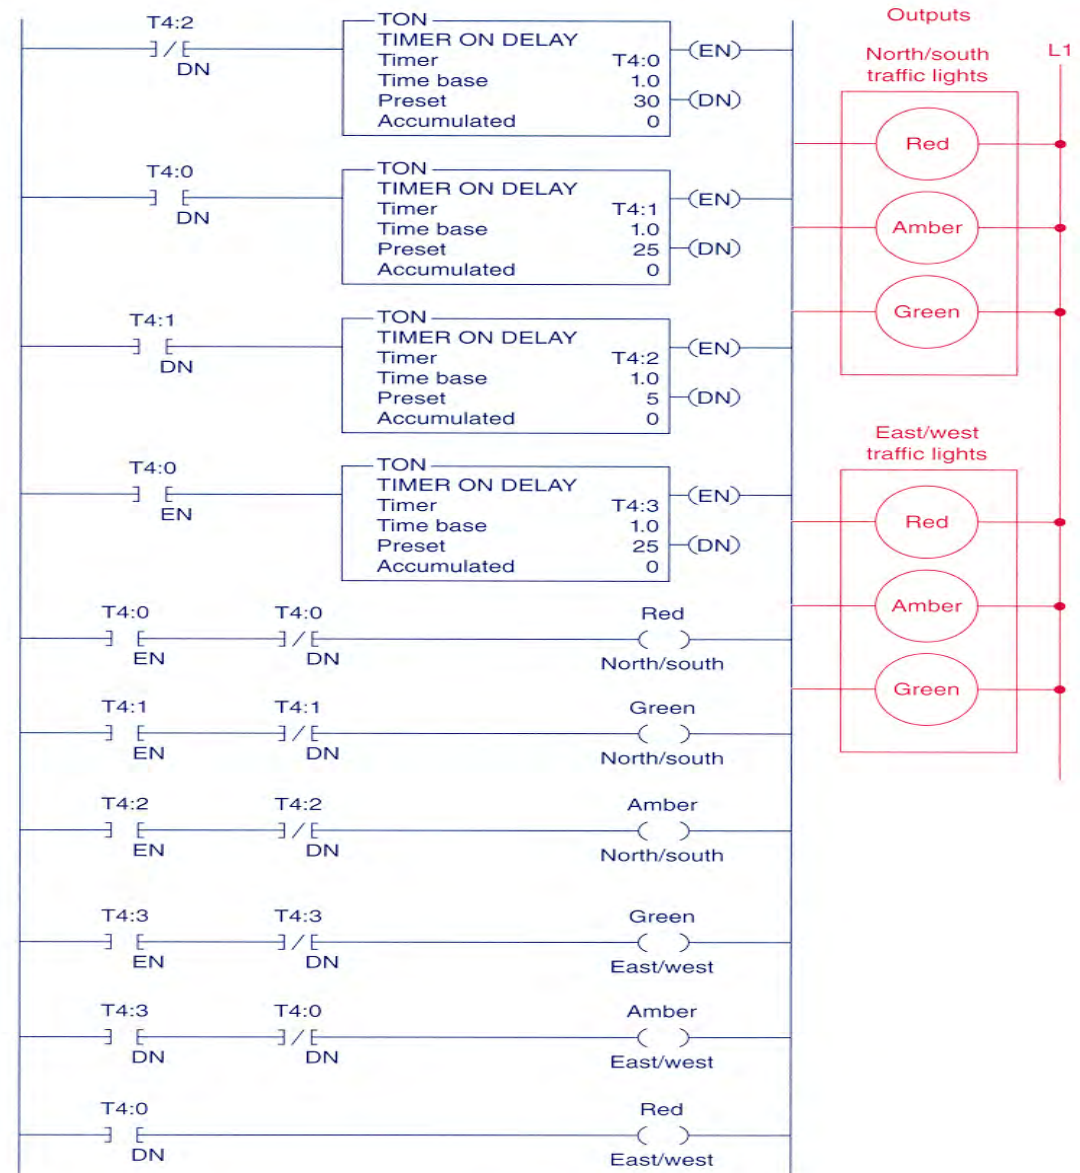 T4:2
DN
TON
TIMER ON DELAY
Timer T4:0
Time base 1.0
Preset 30
Accumulated 0
(EN)
(DN)
T4:0
DN
TON
TIMER ON DELAY
Timer T4:1
Time base 1.0
Preset 25
Accumulated 0
(EN)
(DN)
T4:1
DN
TON
TIMER ON DELAY
Timer T4:2
Time base 1.0
Preset 5
Accumulated 0
(EN)
(DN)
T4:0
EN
TON
TIMER ON DELAY
Timer T4:3
Time base 1.0
Preset 25
Accumulated 0
(EN)
(DN)
T4:0 T4:0 Red
EN DN North/south
T4:1 T4:1 Green
EN DN North/south
T4:2 T4:2 Amber
EN DN North/south
T4:3 T4:3 Green
EN DN East/west
T4:3 T4:0 Amber
DN DN East/west
T4:0 Red
DN East/west
Outputs
L1
North/south
traffic lights
Red
Amber
Green
East/west
traffic lights
Red
Amber
Green